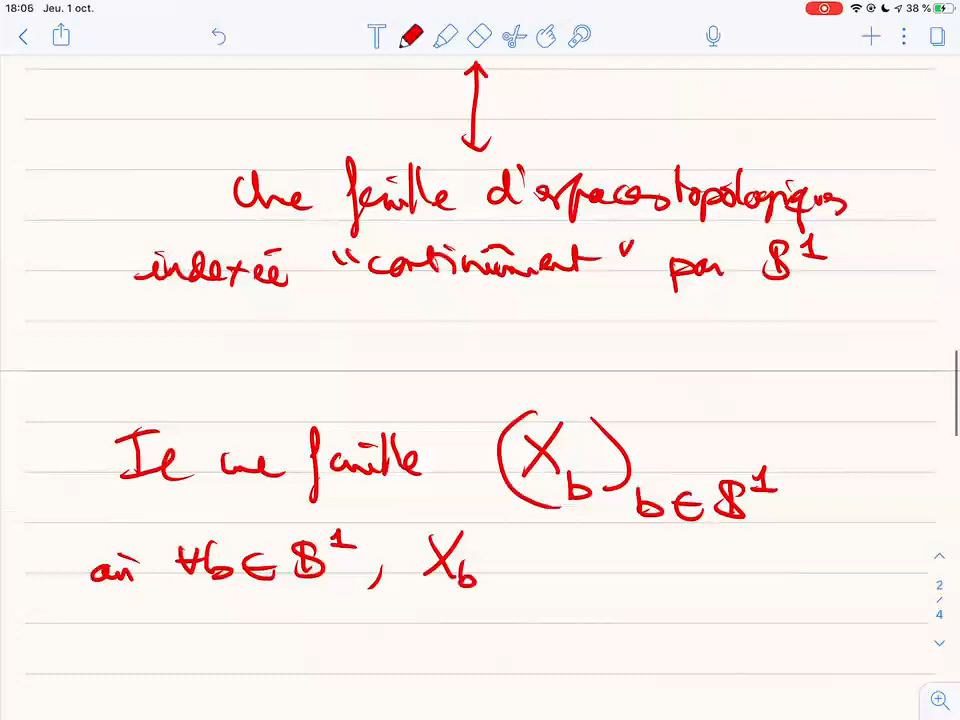 18:06 Jeu. 1 oct.
38 %
T
Une famille d'espaces topologiques
indexée "continûment" par S¹
Ie une famille (X_b)_{b ∈ S¹}
où ∀b ∈ S¹, X_b
2
/
4